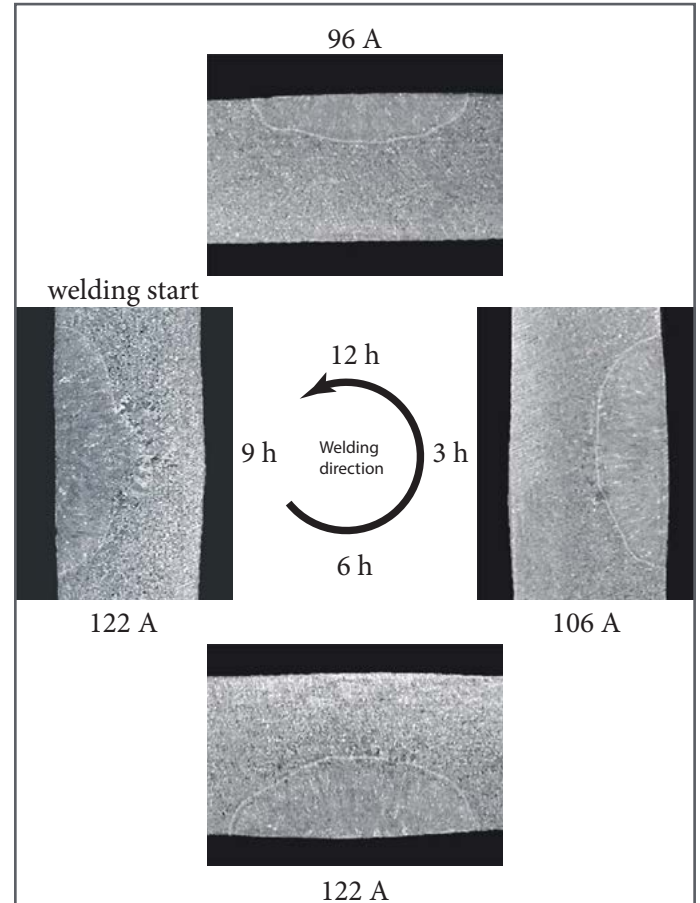 96 A
welding start
12 h
9 h
Welding
direction
3 h
6 h
122 A
106 A
122 A